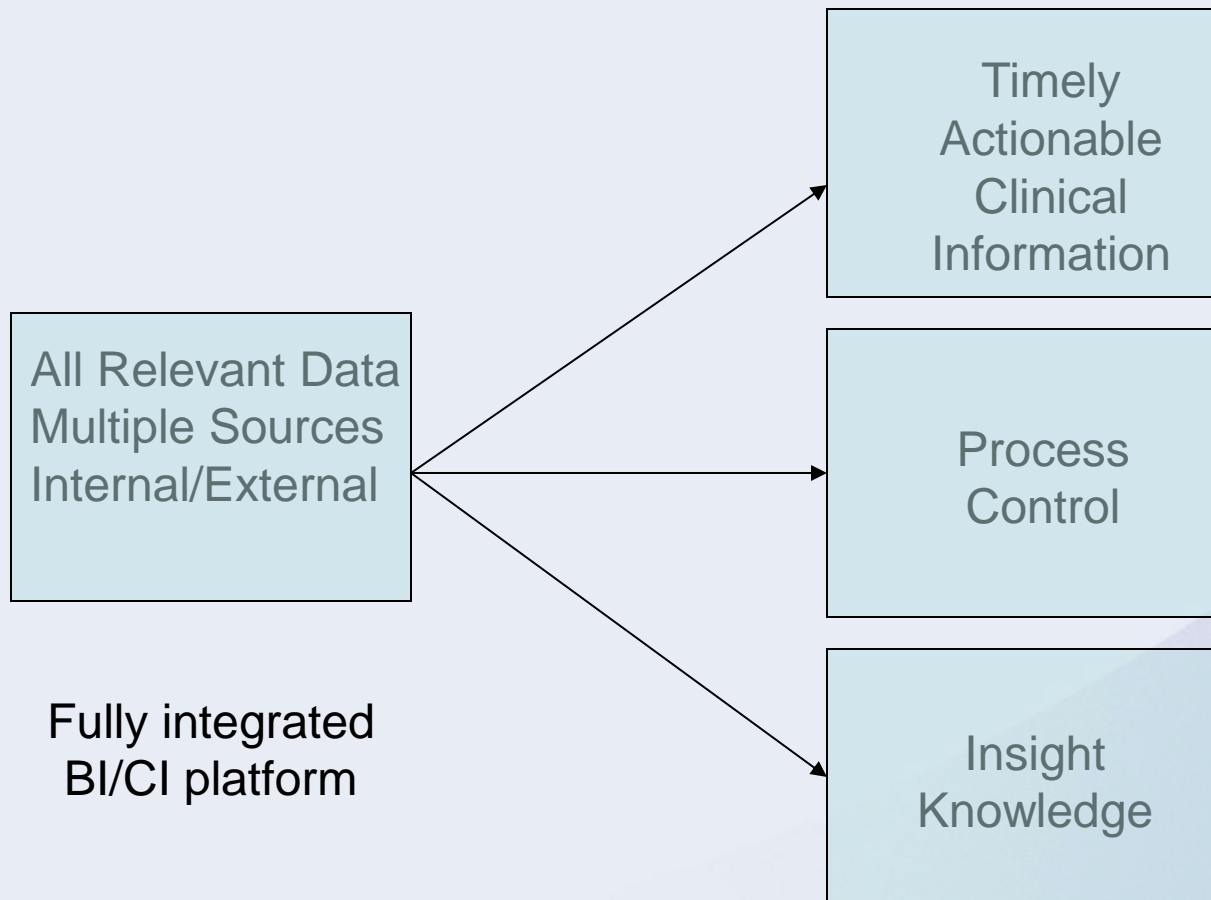 All Relevant Data
Multiple Sources
Internal/External
Fully integrated
BI/CI platform
Timely
Actionable
Clinical
Information
Process
Control
Insight
Knowledge